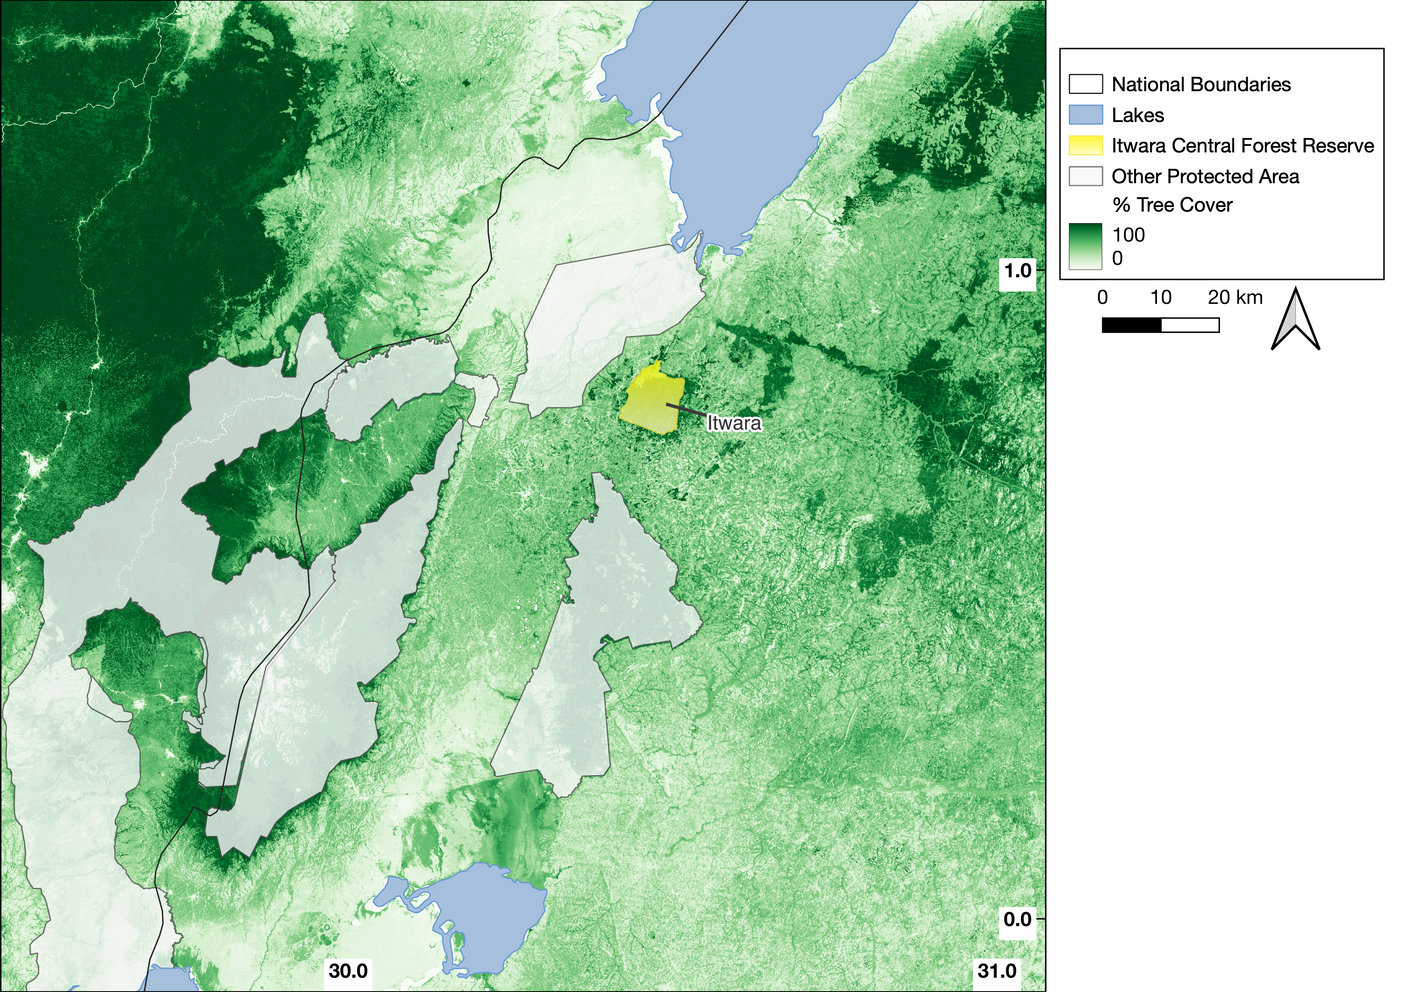 National Boundaries
Lakes
Itwara Central Forest Reserve
Other Protected Area
% Tree Cover
100
0
0 10 20 km
1.0
Itwara
0.0
30.0 31.0